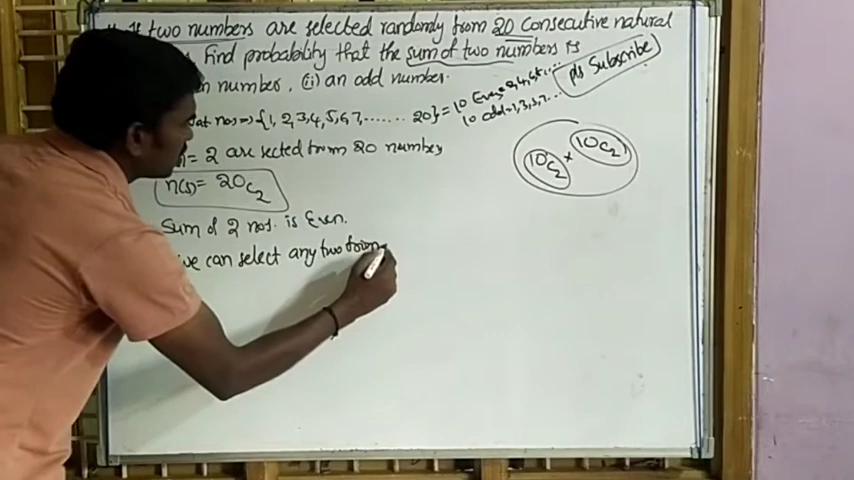 If two numbers are selected randomly from 20 Consecutive natural
find probability that the sum of two numbers is
number, (ii) an odd number.
nat nos => {1, 2, 3, 4, 5, 6, 7, ....... 20} = 10 Even = 2, 4, 6, ...
10 odd = 1, 3, 5, 7...
pls Subscribe
= 2 are sected from 20 number
n(s) = 20C2
10C2 x 10C2
Sum of 2 nos. is Even.
we can select any two from